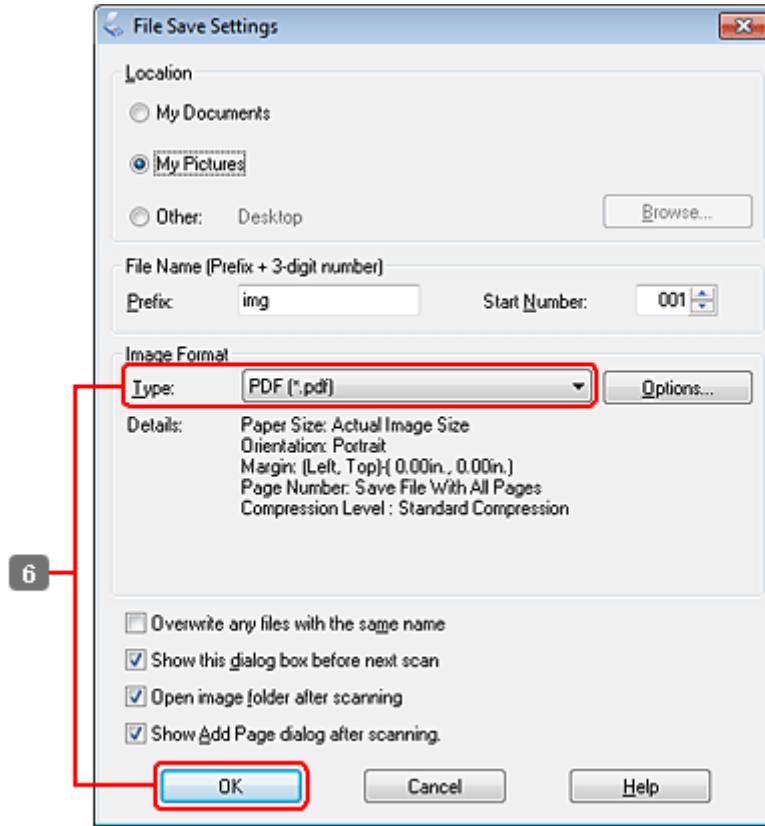 File Save Settings
Location
My Documents
My Pictures
Other: Desktop Browse...
File Name (Prefix + 3-digit number)
Prefix: img Start Number: 001
Image Format
Type: PDF (*.pdf) Options...
Details: Paper Size: Actual Image Size
Orientation: Portrait
Margin: (Left, Top)-( 0.00in., 0.00in.)
Page Number: Save File With All Pages
Compression Level : Standard Compression
6
Overwrite any files with the same name
Show this dialog box before next scan
Open image folder after scanning
Show Add Page dialog after scanning.
OK Cancel Help